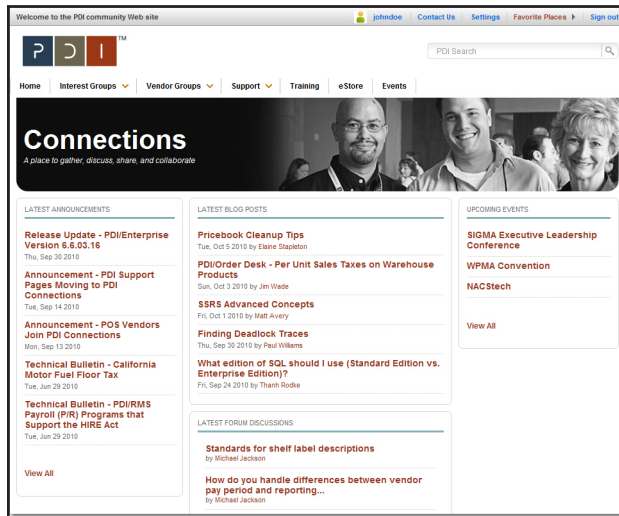 Welcome to the PDI community Web site
johndoe Contact Us Settings Favorite Places Sign out
PDI™
PDI Search
Home Interest Groups Vendor Groups Support Training eStore Events
Connections
A place to gather, discuss, share, and collaborate
LATEST ANNOUNCEMENTS
Release Update - PDI/Enterprise
Version 6.6.03.16
Thu, Sep 30 2010
Announcement - PDI Support
Pages Moving to PDI
Connections
Tue, Sep 14 2010
Announcement - POS Vendors
Join PDI Connections
Mon, Sep 13 2010
Technical Bulletin - California
Motor Fuel Floor Tax
Tue, Jun 29 2010
Technical Bulletin - PDI/RMS
Payroll (P/R) Programs that
Support the HIRE Act
Tue, Jun 29 2010
View All
LATEST BLOG POSTS
Pricebook Cleanup Tips
Tue, Oct 5 2010 by Elaine Stapleton
PDI/Order Desk - Per Unit Sales Taxes on Warehouse
Products
Sun, Oct 3 2010 by Jim Wade
SSRS Advanced Concepts
Fri, Oct 1 2010 by Matt Avery
Finding Deadlock Traces
Thu, Sep 30 2010 by Paul Williams
What edition of SQL should I use (Standard Edition vs.
Enterprise Edition)?
Fri, Sep 24 2010 by Thanh Rodke
LATEST FORUM DISCUSSIONS
Standards for shelf label descriptions
by Michael Jackson
How do you handle differences between vendor
pay period and reporting...
by Michael Jackson
UPCOMING EVENTS
SIGMA Executive Leadership
Conference
WPMA Convention
NACStech
View All